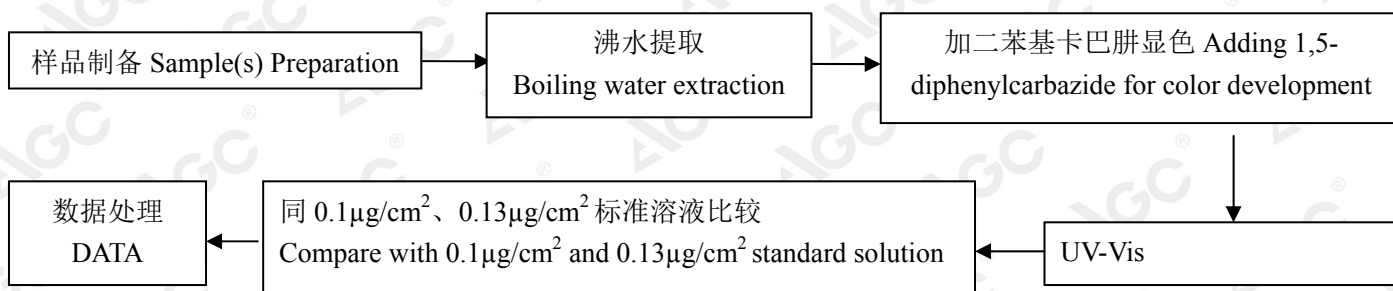 样品制备 Sample(s) Preparation
沸水提取
Boiling water extraction
加二苯基卡巴肼显色 Adding 1,5-
diphenylcarbazide for color development
UV-Vis
同 0.1µg/cm²、0.13µg/cm² 标准溶液比较
Compare with 0.1µg/cm² and 0.13µg/cm² standard solution
数据处理
DATA
AGC ®